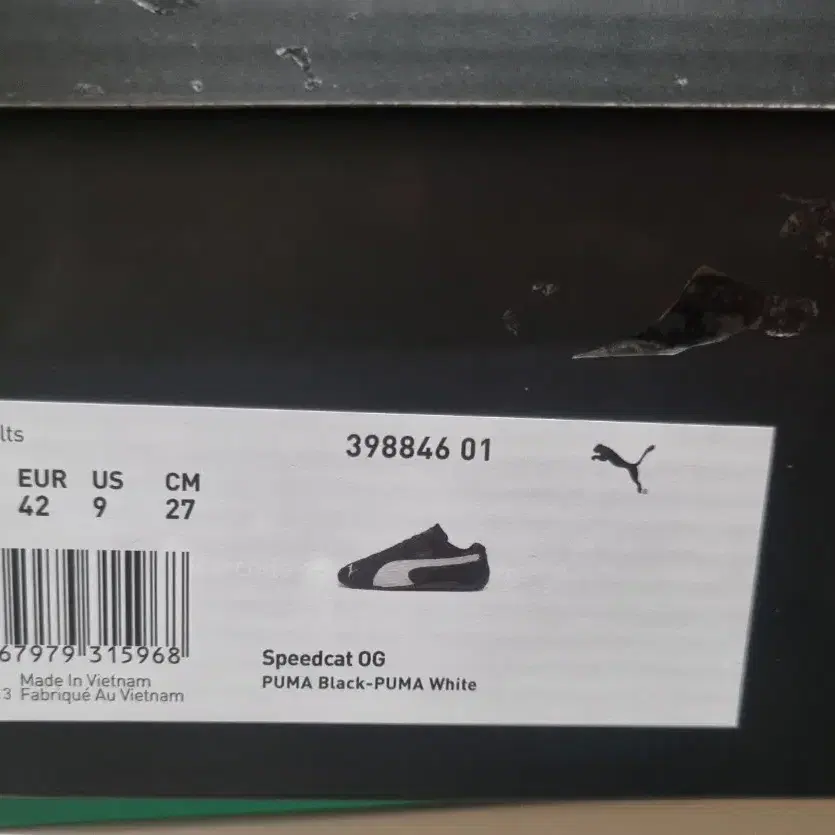 lts
398846 01
EUR US CM
42 9 27
67979 315968
Made In Vietnam
3 Fabriqué Au Vietnam
Speedcat OG
PUMA Black-PUMA White